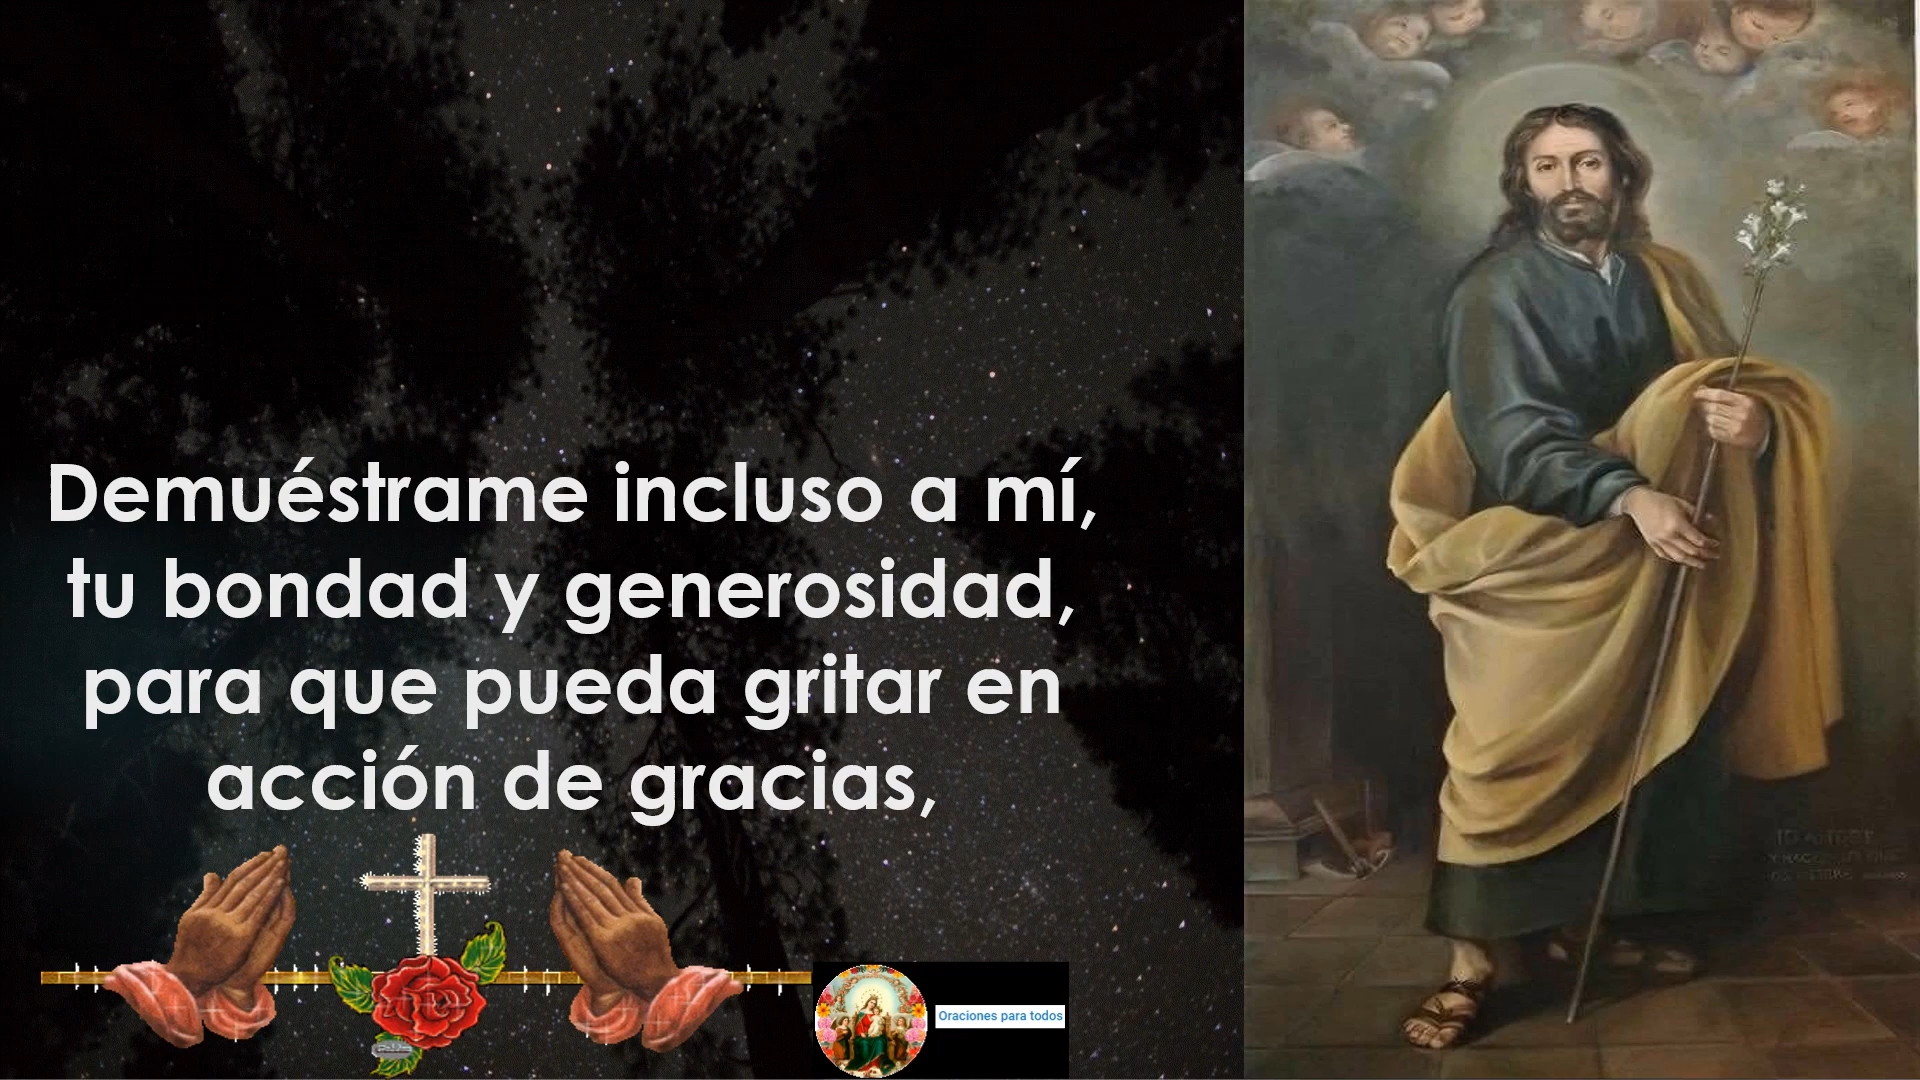 Demuéstrame incluso a mí,
tu bondad y generosidad,
para que pueda gritar en
acción de gracias,
Oraciones para todos